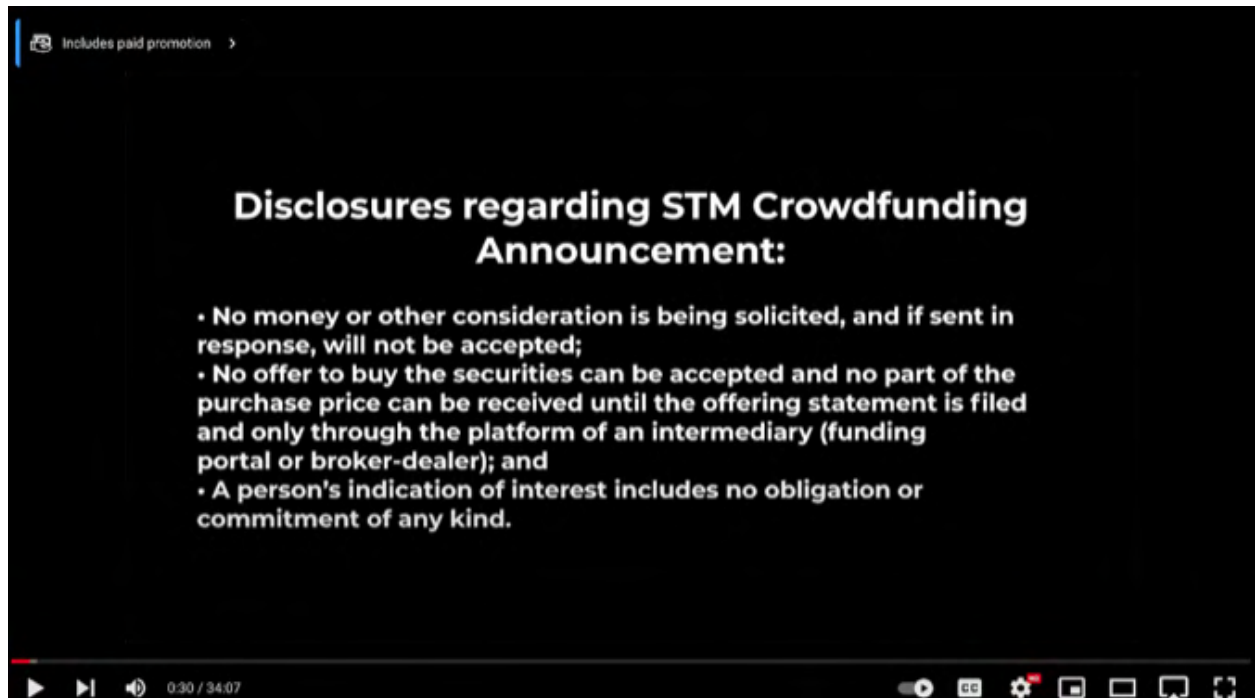 Includes paid promotion
Disclosures regarding STM Crowdfunding
Announcement:
• No money or other consideration is being solicited, and if sent in
response, will not be accepted;
• No offer to buy the securities can be accepted and no part of the
purchase price can be received until the offering statement is filed
and only through the platform of an intermediary (funding
portal or broker-dealer); and
• A person’s indication of interest includes no obligation or
commitment of any kind.
0:30 / 34:07
CC